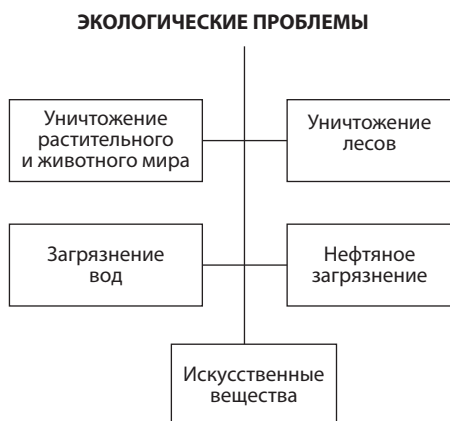 ЭКОЛОГИЧЕСКИЕ ПРОБЛЕМЫ
Уничтожение
растительного
и животного мира
Уничтожение
лесов
Загрязнение
вод
Нефтяное
загрязнение
Искусственные
вещества